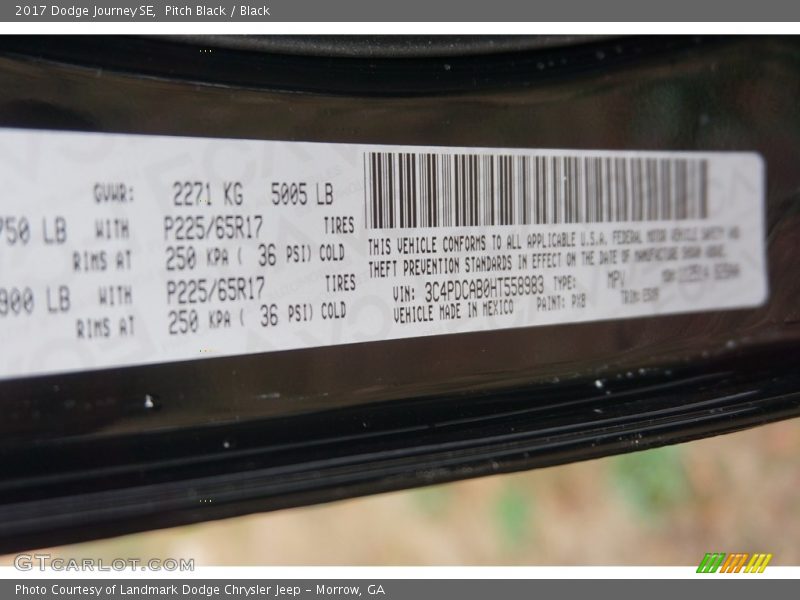 2017 Dodge Journey SE, Pitch Black / Black
GVWR: 2271 KG 5005 LB
750 LB WITH P225/65R17 TIRES
RIMS AT 250 KPA ( 36 PSI) COLD
900 LB WITH P225/65R17 TIRES
RIMS AT 250 KPA ( 36 PSI) COLD
THIS VEHICLE CONFORMS TO ALL APPLICABLE U.S.A. FEDERAL MOTOR VEHICLE SAFETY AND
THEFT PREVENTION STANDARDS IN EFFECT ON THE DATE OF MANUFACTURE SHOWN ABOVE.
VIN: 3C4PDCAB0HT558983 TYPE: MPV
VEHICLE MADE IN MEXICO PAINT: PX8 TRIM:
GTCARLOT.COM
Photo Courtesy of Landmark Dodge Chrysler Jeep - Morrow, GA